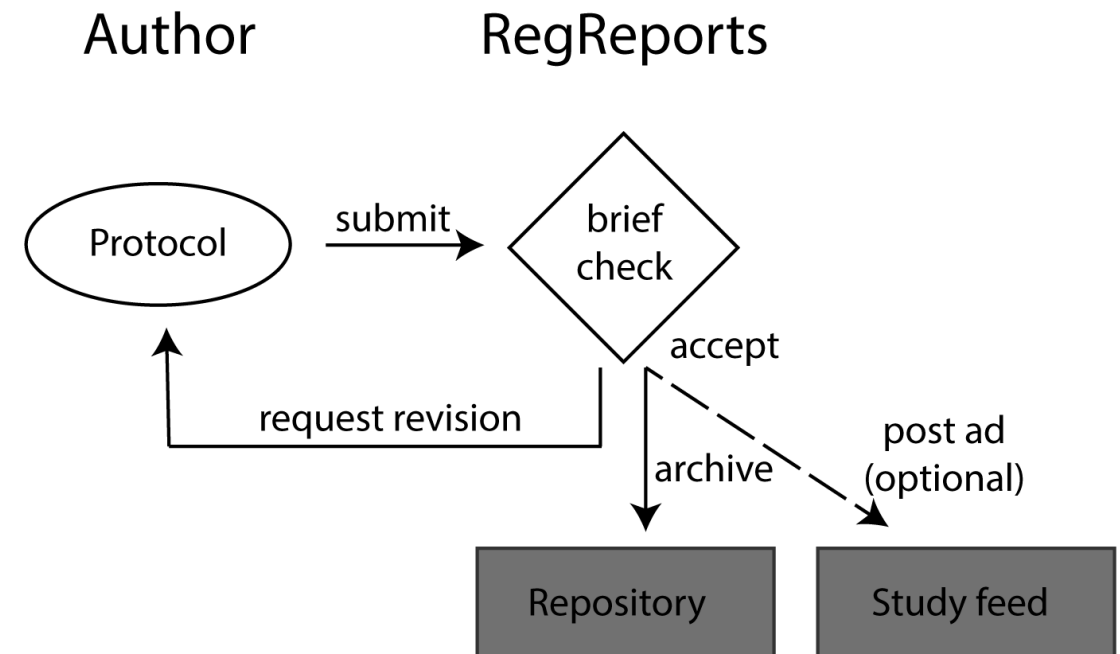 Author
RegReports
Protocol
submit
brief
check
accept
request revision
archive
post ad
(optional)
Repository
Study feed